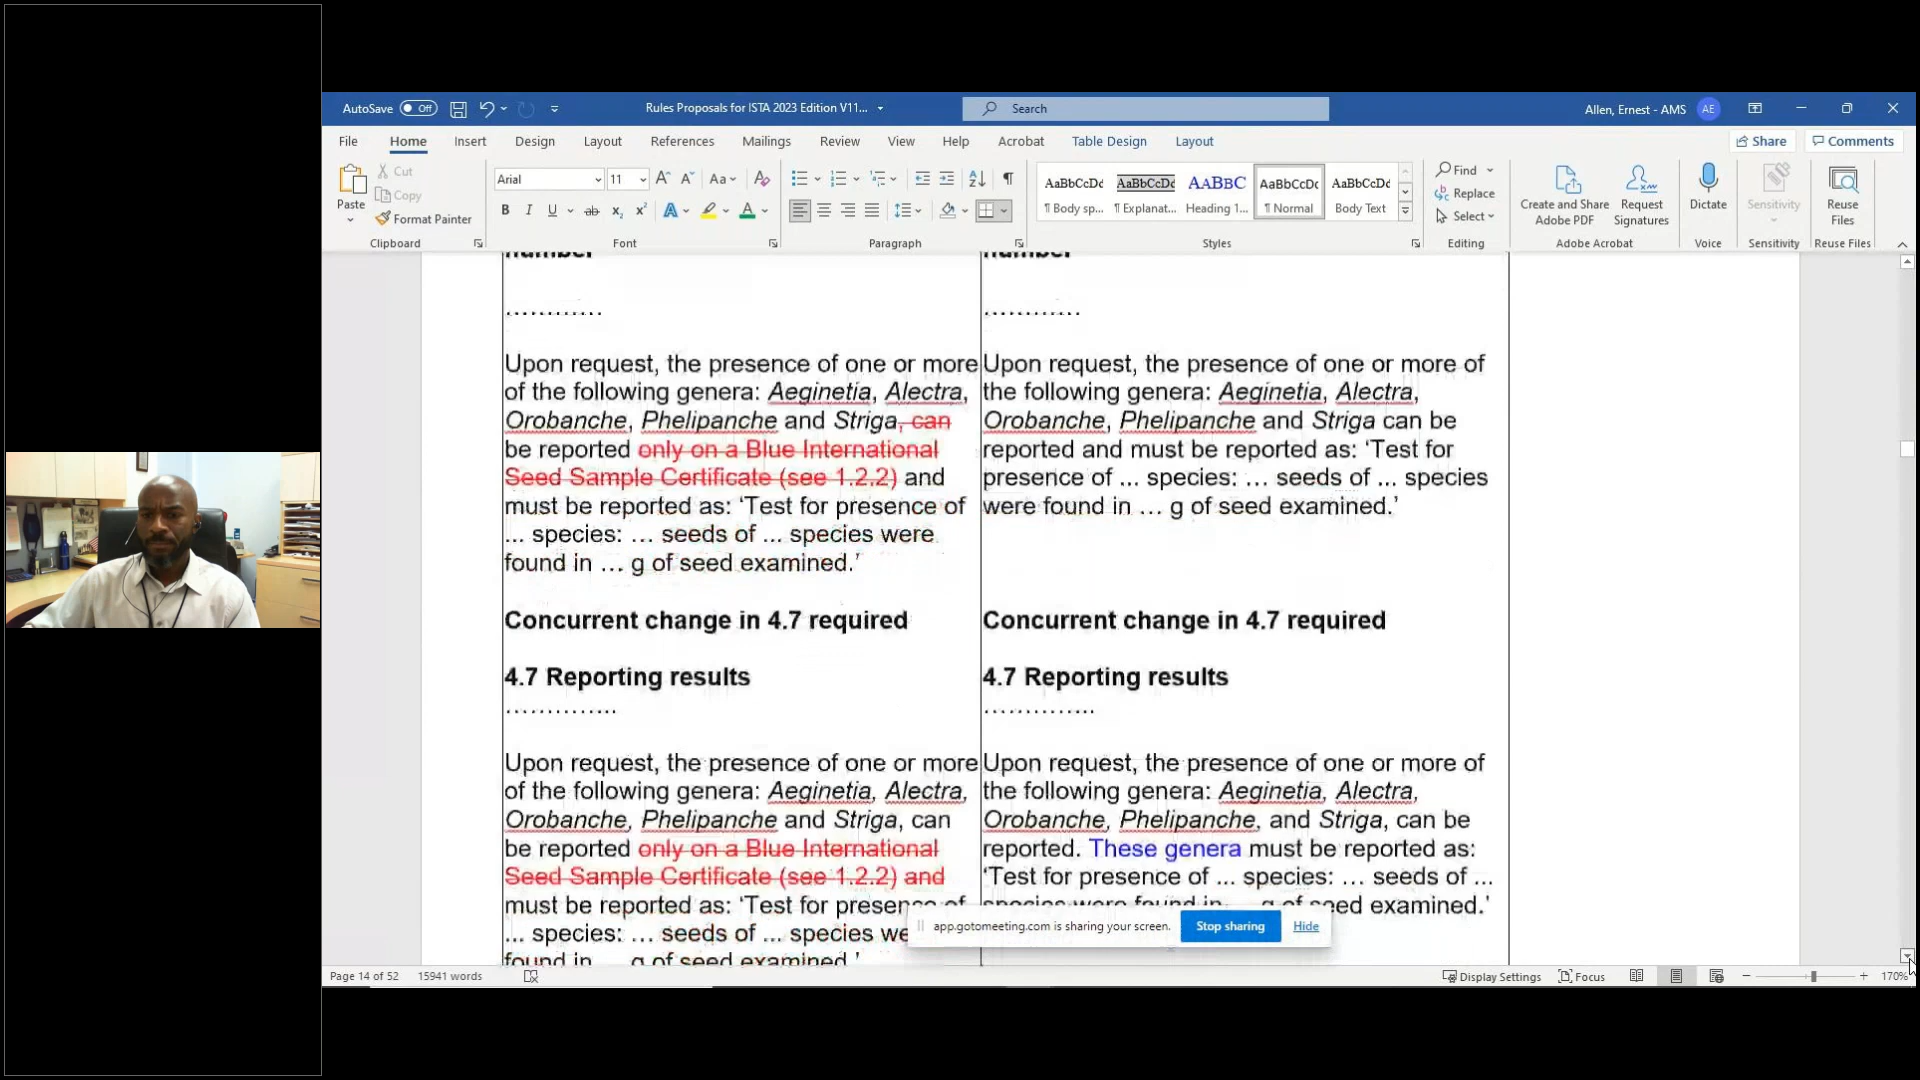 AutoSave Off
Rules Proposals for ISTA 2023 Edition V11...
Search
Allen, Ernest - AMS AE
File Home Insert Design Layout References Mailings Review View Help Acrobat Table Design Layout
Share Comments
Paste
Cut
Copy
Format Painter
Clipboard
Arial 11
Font
Paragraph
AaBbCcDc AaBbCcDc AABBC AaBbCcDc AaBbCcDc
¶ Body sp... ¶ Explanat... Heading 1... ¶ Normal Body Text
Styles
Find
Replace
Select
Editing
Create and Share
Adobe PDF
Request
Signatures
Adobe Acrobat
Dictate
Voice
Sensitivity
Sensitivity
Reuse
Files
Reuse Files
number
…………
Upon request, the presence of one or more
of the following genera: Aeginetia, Alectra,
Orobanche, Phelipanche and Striga, can
be reported only on a Blue International
Seed Sample Certificate (see 1.2.2) and
must be reported as: ‘Test for presence of
... species: … seeds of ... species were
found in … g of seed examined.’
Concurrent change in 4.7 required
4.7 Reporting results
…………..
Upon request, the presence of one or more
of the following genera: Aeginetia, Alectra,
Orobanche, Phelipanche and Striga, can
be reported only on a Blue International
Seed Sample Certificate (see 1.2.2) and
must be reported as: ‘Test for presence of
... species: … seeds of ... species
found in … g of seed examined.’
number
…………
Upon request, the presence of one or more of
the following genera: Aeginetia, Alectra,
Orobanche, Phelipanche and Striga can be
reported and must be reported as: ‘Test for
presence of ... species: … seeds of ... species
were found in … g of seed examined.’
Concurrent change in 4.7 required
4.7 Reporting results
…………..
Upon request, the presence of one or more of
the following genera: Aeginetia, Alectra,
Orobanche, Phelipanche, and Striga, can be
reported. These genera must be reported as:
‘Test for presence of ... species: … seeds of ...
species were found in … g of seed examined.’
app.gotomeeting.com is sharing your screen. Stop sharing Hide
Page 14 of 52 15941 words
Display Settings Focus 170%